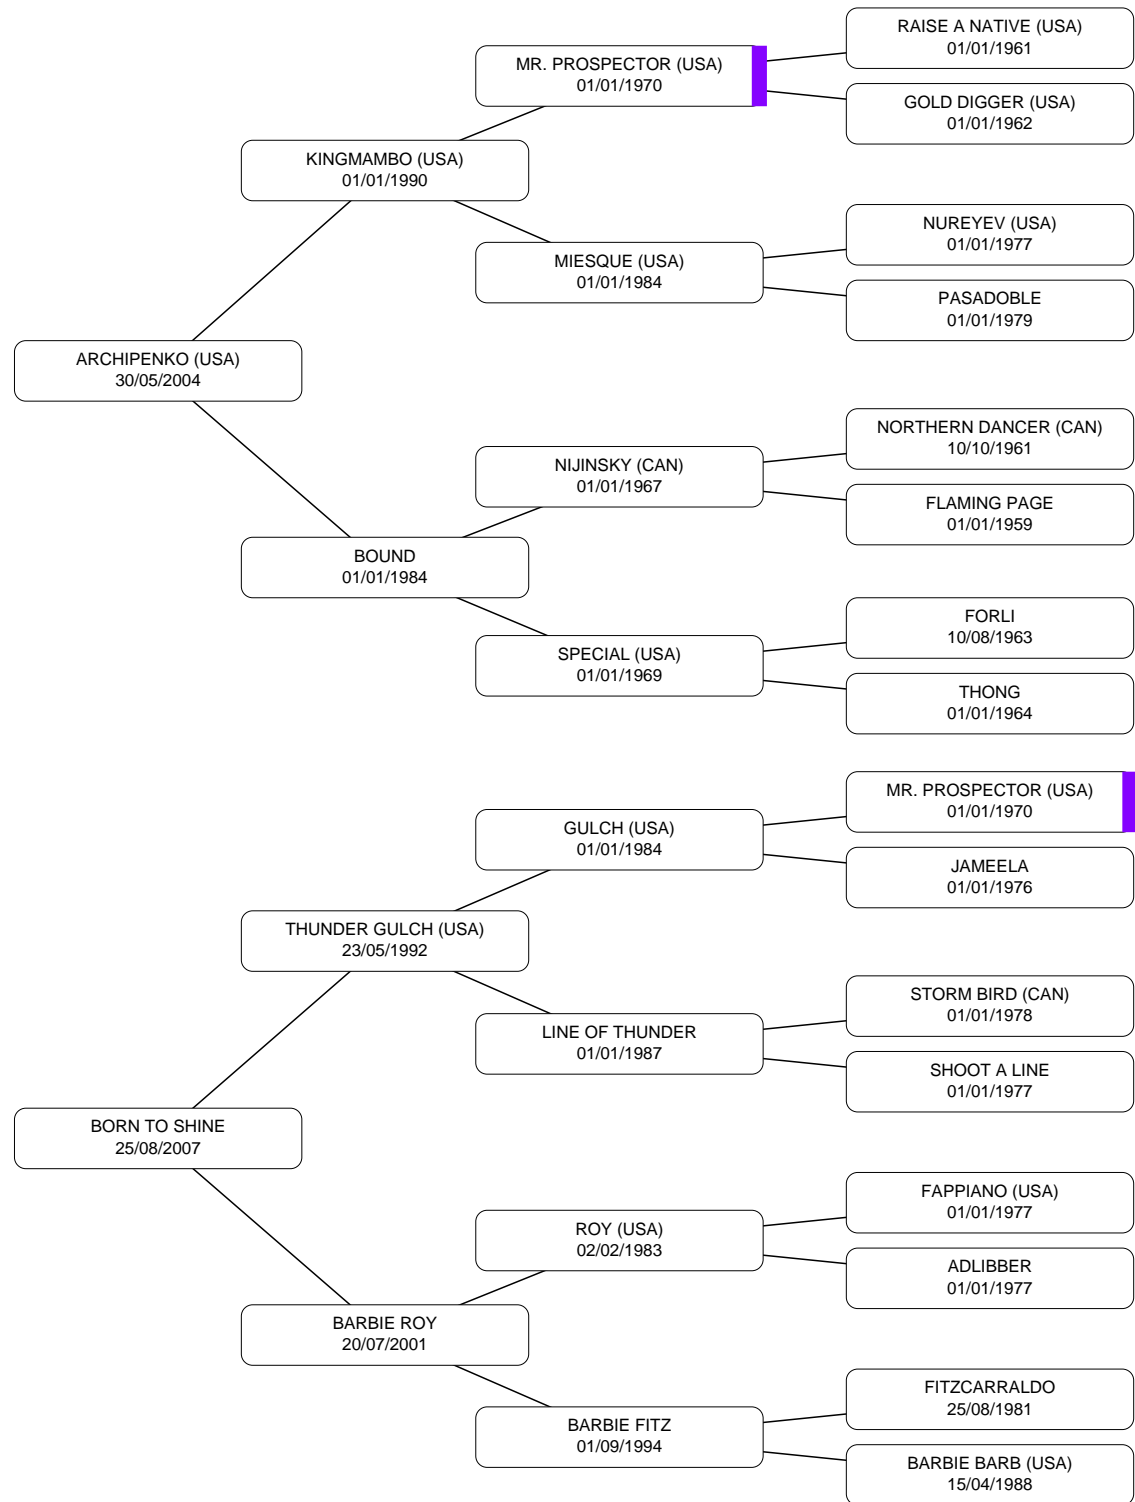 RAISE A NATIVE (USA)
01/01/1961
MR. PROSPECTOR (USA)
01/01/1970
GOLD DIGGER (USA)
01/01/1962
KINGMAMBO (USA)
01/01/1990
NUREYEV (USA)
01/01/1977
MIESQUE (USA)
01/01/1984
PASADOBLE
01/01/1979
ARCHIPENKO (USA)
30/05/2004
NORTHERN DANCER (CAN)
10/10/1961
NIJINSKY (CAN)
01/01/1967
FLAMING PAGE
01/01/1959
BOUND
01/01/1984
FORLI
10/08/1963
SPECIAL (USA)
01/01/1969
THONG
01/01/1964
MR. PROSPECTOR (USA)
01/01/1970
GULCH (USA)
01/01/1984
JAMEELA
01/01/1976
THUNDER GULCH (USA)
23/05/1992
STORM BIRD (CAN)
01/01/1978
LINE OF THUNDER
01/01/1987
SHOOT A LINE
01/01/1977
BORN TO SHINE
25/08/2007
FAPPIANO (USA)
01/01/1977
ROY (USA)
02/02/1983
ADLIBBER
01/01/1977
BARBIE ROY
20/07/2001
FITZCARRALDO
25/08/1981
BARBIE FITZ
01/09/1994
BARBIE BARB (USA)
15/04/1988